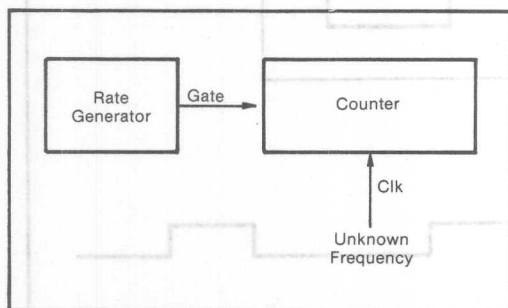 Rate
Generator
Gate
Counter
Clk
Unknown
Frequency